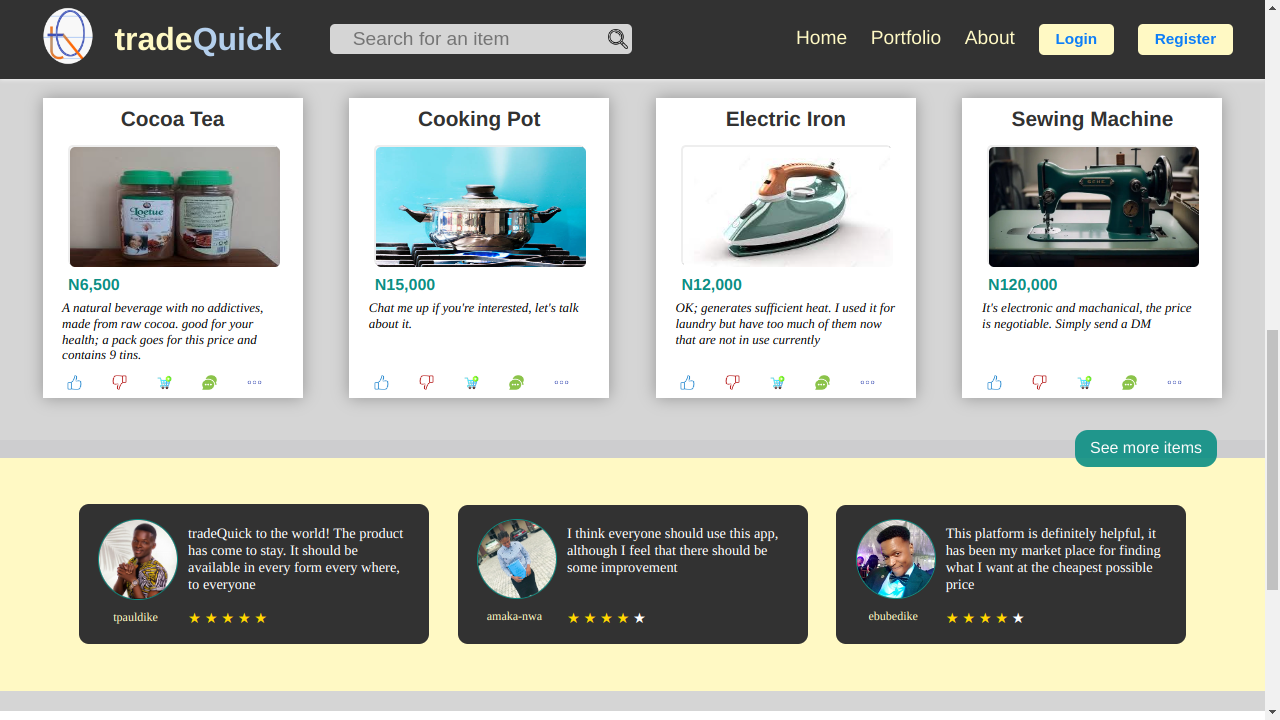 tradeQuick
Search for an item
Home
Portfolio
About
Login
Register
Cocoa Tea
Loetue
N6,500
A natural beverage with no addictives,
made from raw cocoa. good for your
health; a pack goes for this price and
contains 9 tins.
Cooking Pot
N15,000
Chat me up if you're interested, let's talk
about it.
Electric Iron
N12,000
OK; generates sufficient heat. I used it for
laundry but have too much of them now
that are not in use currently
Sewing Machine
N120,000
It's electronic and machanical, the price
is negotiable. Simply send a DM
See more items
tradeQuick to the world! The product
has come to stay. It should be
available in every form every where,
to everyone
tpauldike
I think everyone should use this app,
although I feel that there should be
some improvement
amaka-nwa
This platform is definitely helpful, it
has been my market place for finding
what I want at the cheapest possible
price
ebubedike